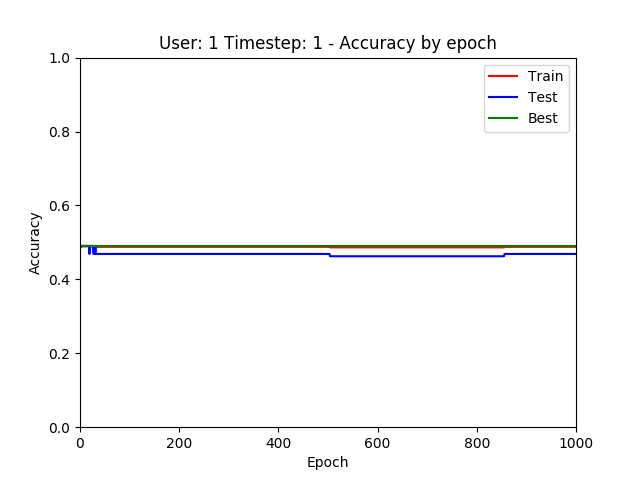 User: 1 Timestep: 1 - Accuracy by epoch
1.0
0.8
0.6
0.4
0.2
0.0
Accuracy
Train
Test
Best
0 200 400 600 800 1000
Epoch